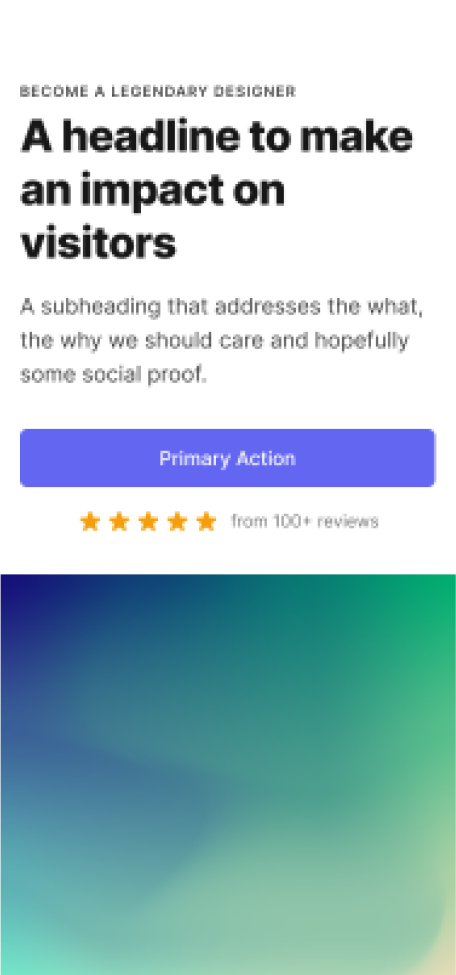 BECOME A LEGENDARY DESIGNER
A headline to make
an impact on
visitors
A subheading that addresses the what,
the why we should care and hopefully
some social proof.
Primary Action
from 100+ reviews